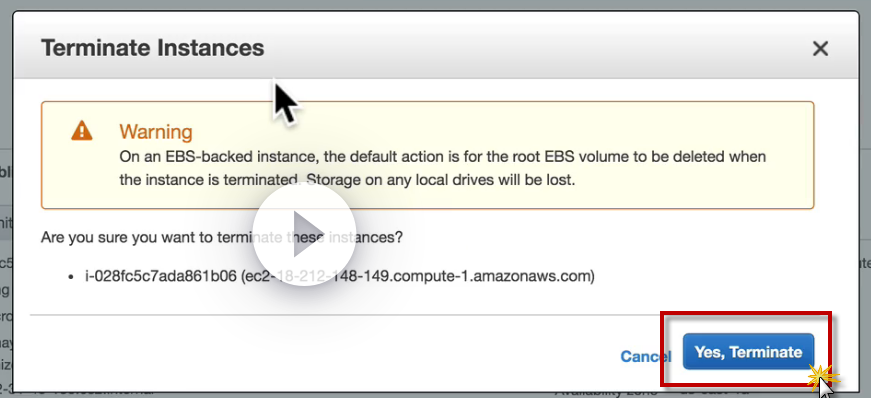 Terminate Instances
Warning
On an EBS-backed instance, the default action is for the root EBS volume to be deleted when
the instance is terminated. Storage on any local drives will be lost.
Are you sure you want to terminate these instances?
• i-028fc5c7ada861b06 (ec2-18-212-148-149.compute-1.amazonaws.com)
Cancel
Yes, Terminate